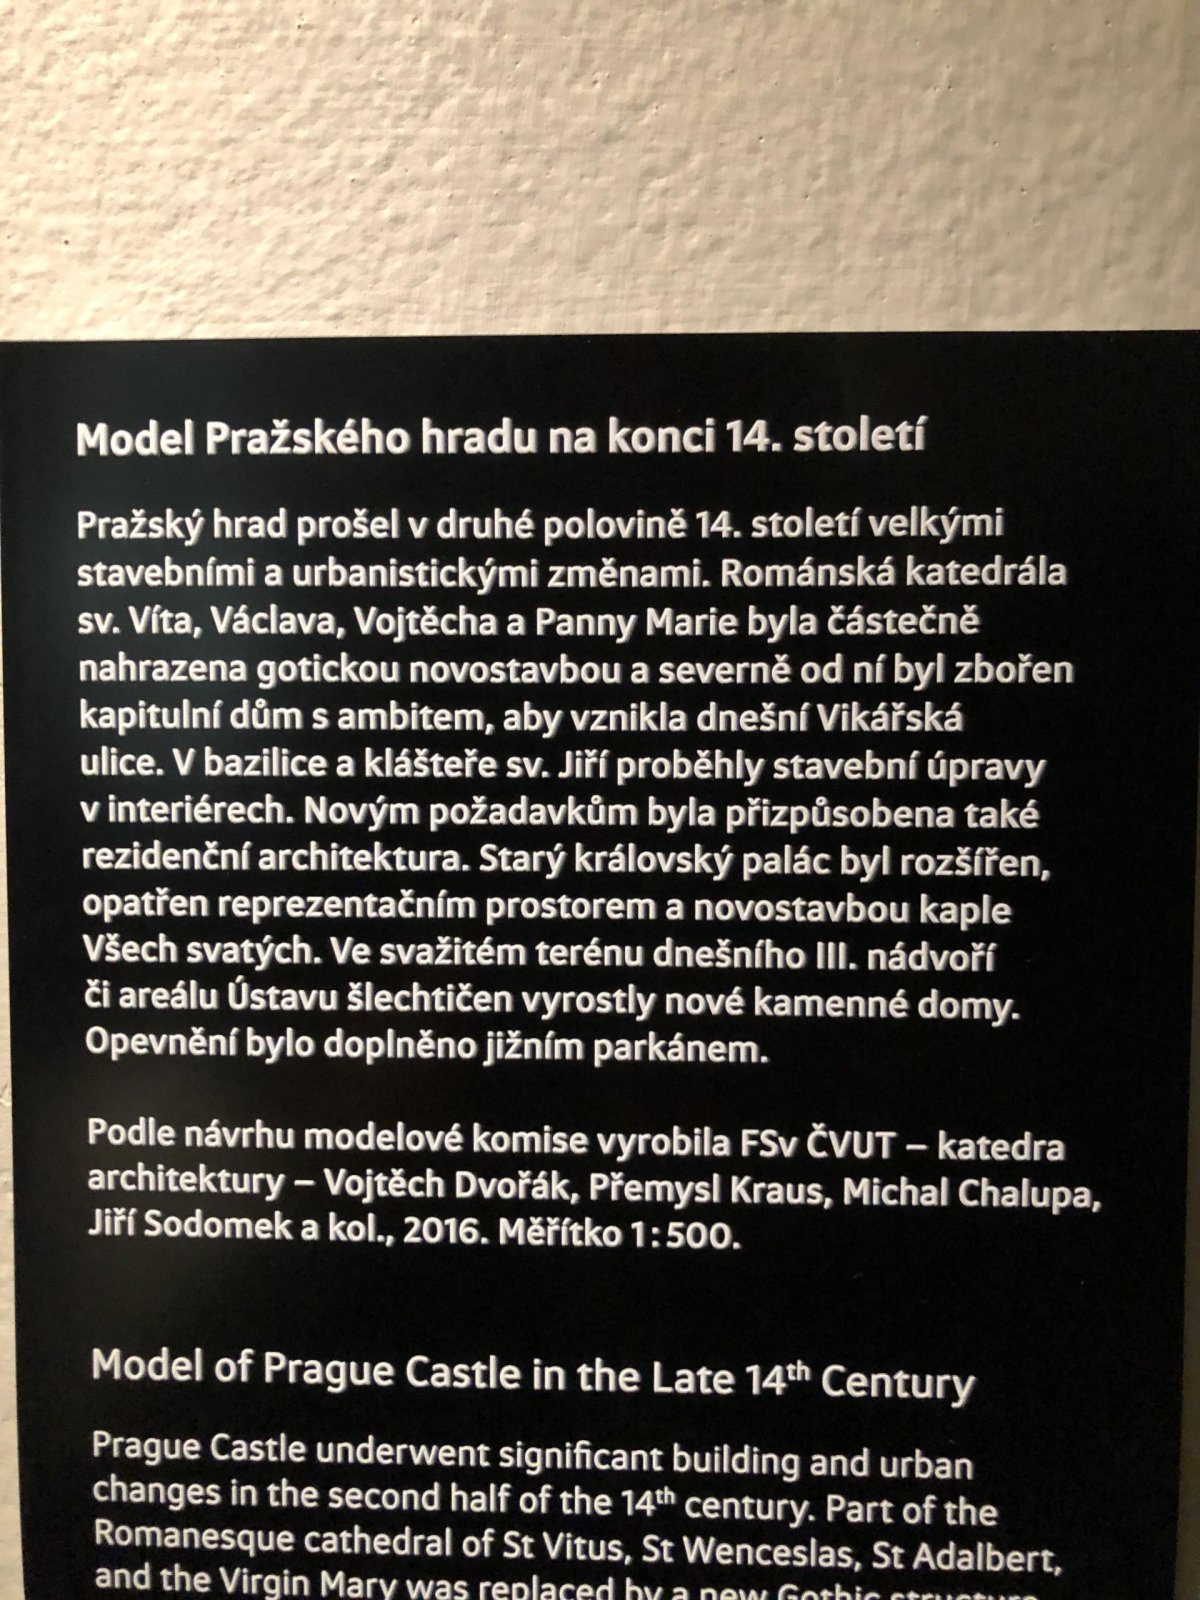 Model Pražského hradu na konci 14. století
Pražský hrad prošel v druhé polovině 14. století velkými
stavebními a urbanistickými změnami. Románská katedrála
sv. Víta, Václava, Vojtěcha a Panny Marie byla částečně
nahrazena gotickou novostavbou a severně od ní byl zbořen
kapitulní dům s ambitem, aby vznikla dnešní Vikářská
ulice. V bazilice a klášteře sv. Jiří proběhly stavební úpravy
v interiérech. Novým požadavkům byla přizpůsobena také
rezidenční architektura. Starý královský palác byl rozšířen,
opatřen reprezentačním prostorem a novostavbou kaple
Všech svatých. Ve svažitém terénu dnešního III. nádvoří
či areálu Ústavu šlechtičen vyrostly nové kamenné domy.
Opevnění bylo doplněno jižním parkánem.
Podle návrhu modelové komise vyrobila FSv ČVUT – katedra
architektury – Vojtěch Dvořák, Přemysl Kraus, Michal Chalupa,
Jiří Sodomek a kol., 2016. Měřítko 1:500.
Model of Prague Castle in the Late 14th Century
Prague Castle underwent significant building and urban
changes in the second half of the 14th century. Part of the
Romanesque cathedral of St Vitus, St Wenceslas, St Adalbert,
and the Virgin Mary was replaced by a new Gothic structure